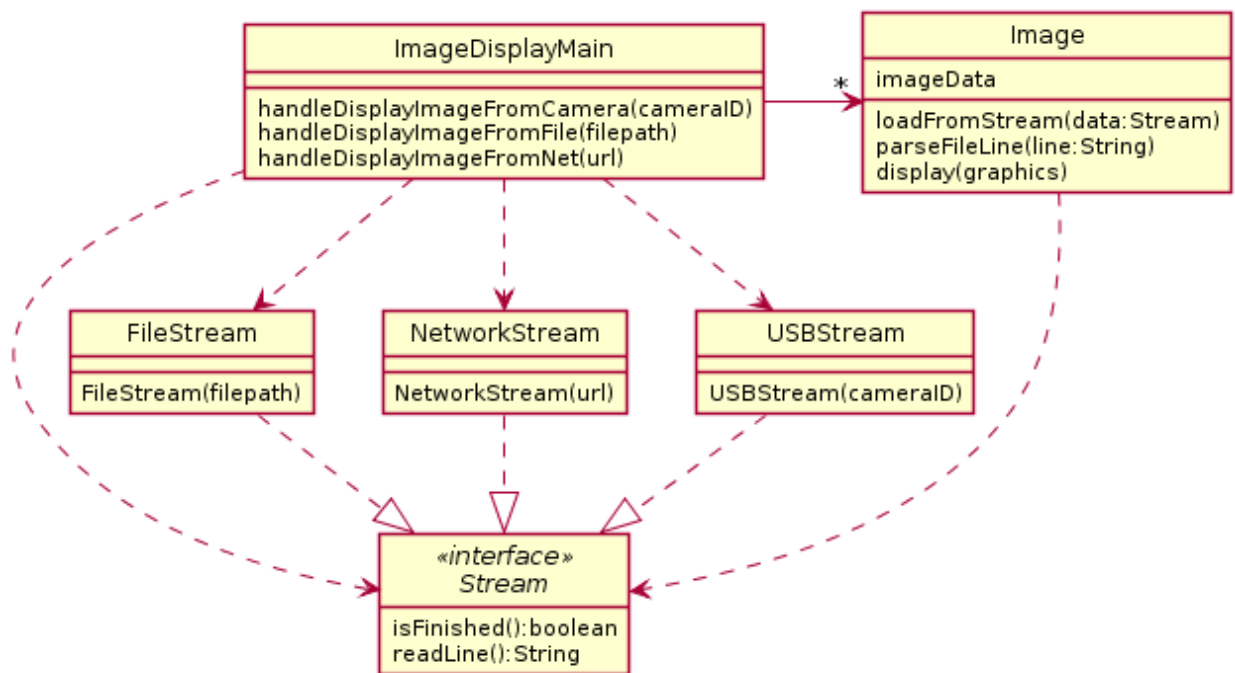 ImageDisplayMain
handleDisplayImageFromCamera(cameraID)
handleDisplayImageFromFile(filepath)
handleDisplayImageFromNet(url)
*
Image
imageData
loadFromStream(data:Stream)
parseFileLine(line:String)
display(graphics)
FileStream
FileStream(filepath)
NetworkStream
NetworkStream(url)
USBStream
USBStream(cameraID)
«interface»
Stream
isFinished():boolean
readLine():String